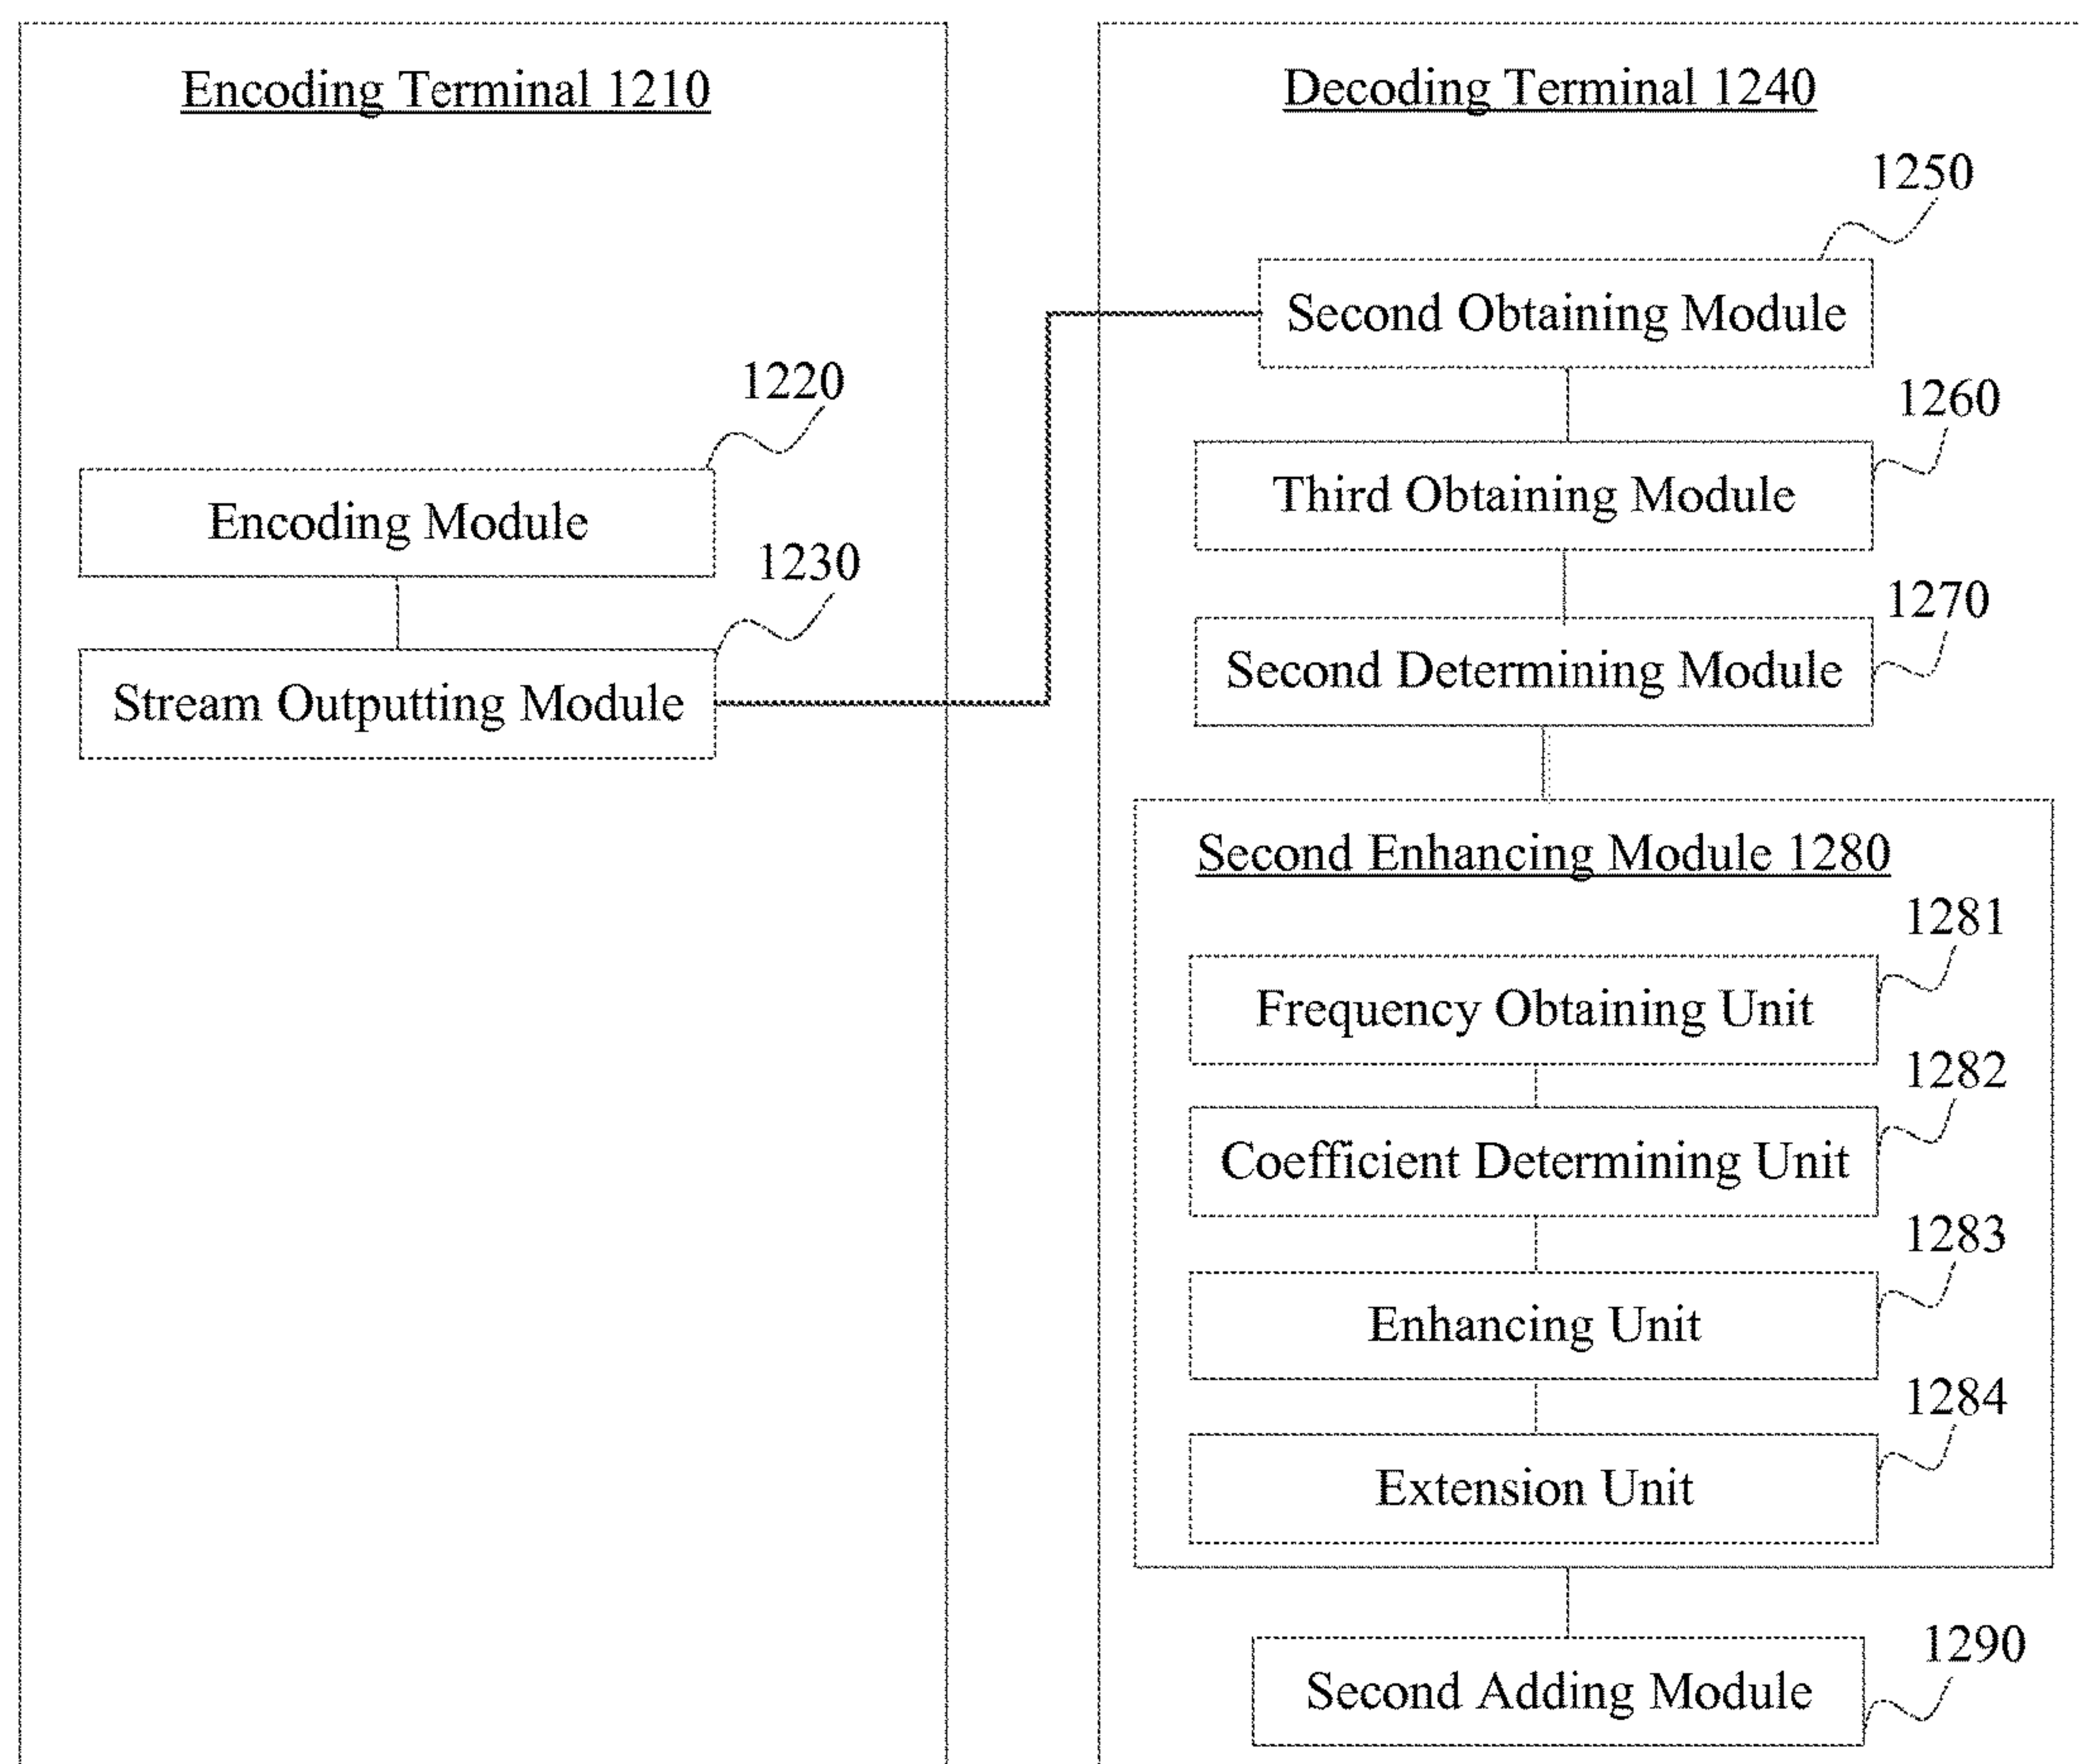 Encoding Terminal 1210
1220
Encoding Module
1230
Stream Outputting Module
Decoding Terminal 1240
1250
Second Obtaining Module
1260
Third Obtaining Module
1270
Second Determining Module
Second Enhancing Module 1280
1281
Frequency Obtaining Unit
1282
Coefficient Determining Unit
1283
Enhancing Unit
1284
Extension Unit
1290
Second Adding Module